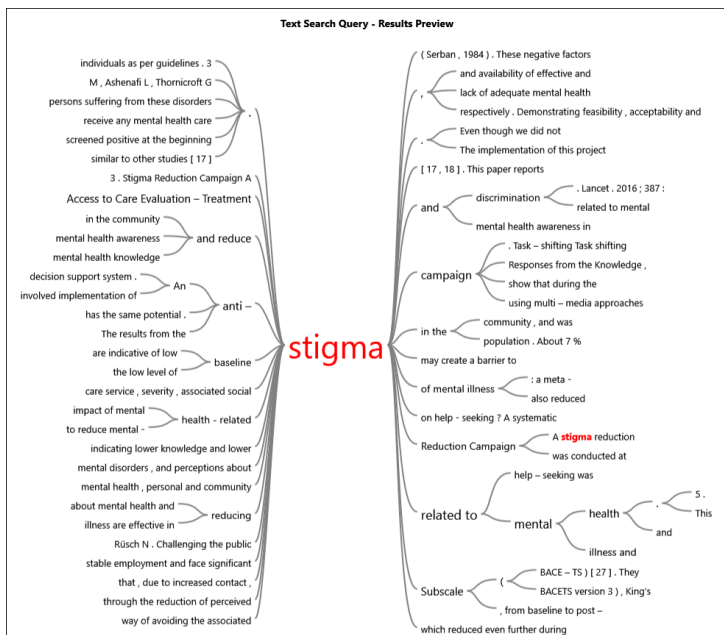 Text Search Query - Results Preview
individuals as per guidelines . 3
M , Ashenafi L , Thornicroft G
persons suffering from these disorders
receive any mental health care
screened positive at the beginning
similar to other studies [ 17 ]
.
3 . Stigma Reduction Campaign A
Access to Care Evaluation – Treatment
in the community
mental health awareness
mental health knowledge
and reduce
decision support system .
involved implementation of
An
has the same potential .
The results from the
anti –
are indicative of low
the low level of
baseline
care service , severity , associated social
impact of mental
to reduce mental -
health - related
indicating lower knowledge and lower
mental disorders , and perceptions about
mental health , personal and community
about mental health and
illness are effective in
reducing
Rüsch N . Challenging the public
stable employment and face significant
that , due to increased contact ,
through the reduction of perceived
way of avoiding the associated
stigma
( Serban , 1984 ) . These negative factors
,
and availability of effective and
lack of adequate mental health
respectively . Demonstrating feasibility , acceptability and
.
Even though we did not
The implementation of this project
[ 17 , 18 ] . This paper reports
and
discrimination
. Lancet . 2016 ; 387 :
related to mental
mental health awareness in
campaign
. Task – shifting Task shifting
Responses from the Knowledge ,
show that during the
using multi – media approaches
in the
community , and was
population . About 7 %
may create a barrier to
of mental illness
: a meta -
also reduced
on help - seeking ? A systematic
Reduction Campaign
A stigma reduction
was conducted at
related to
help – seeking was
mental
health
.
5 .
This
and
illness and
Subscale
(
BACE – TS ) [ 27 ] . They
BACETS version 3 ) , King's
, from baseline to post –
which reduced even further during